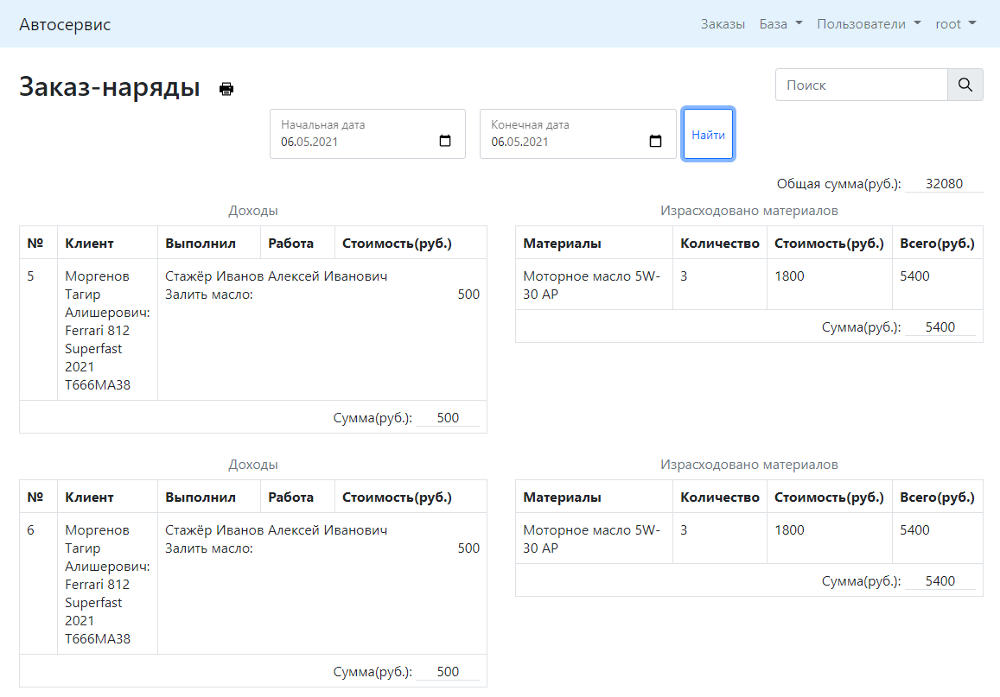 Автосервис
Заказы База Пользователи root
Заказ-наряды
Поиск
Начальная дата
06.05.2021
Конечная дата
06.05.2021
Найти
Общая сумма(руб.): 32080
Доходы
№ Клиент Выполнил Работа Стоимость(руб.)
5
Моргенов
Тагир
Алишерович:
Ferrari 812
Superfast
2021
Т666МА38
Стажёр Иванов Алексей Иванович
Залить масло: 500
Сумма(руб.): 500
Израсходовано материалов
Материалы Количество Стоимость(руб.) Всего(руб.)
Моторное масло 5W-
30 АР
3 1800 5400
Сумма(руб.): 5400
Доходы
№ Клиент Выполнил Работа Стоимость(руб.)
6
Моргенов
Тагир
Алишерович:
Ferrari 812
Superfast
2021
Т666МА38
Стажёр Иванов Алексей Иванович
Залить масло: 500
Сумма(руб.): 500
Израсходовано материалов
Материалы Количество Стоимость(руб.) Всего(руб.)
Моторное масло 5W-
30 АР
3 1800 5400
Сумма(руб.): 5400